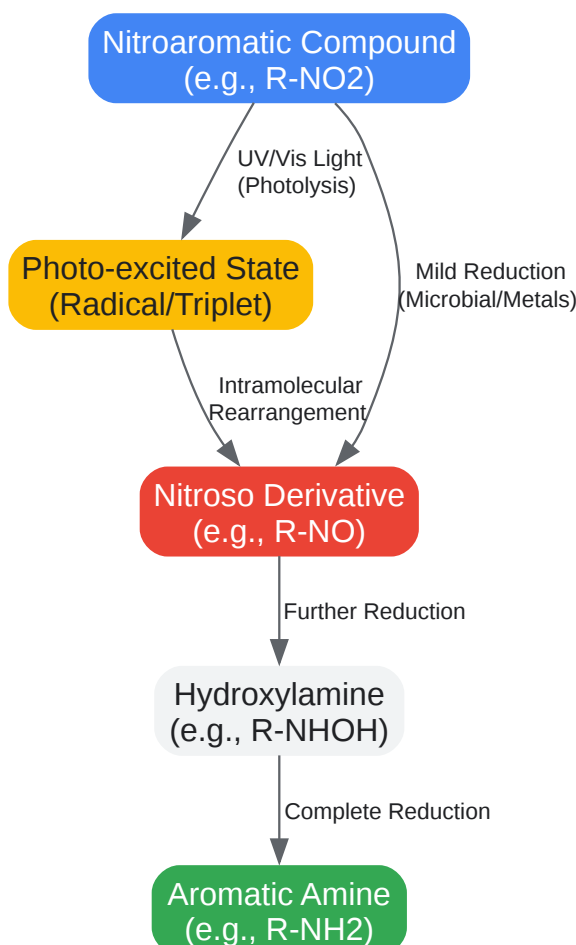 Nitroaromatic Compound
(e.g., R-NO2)
UV/Vis Light
(Photolysis)
Photo-excited State
(Radical/Triplet)
Mild Reduction
(Microbial/Metals)
Intramolecular
Rearrangement
Nitroso Derivative
(e.g., R-NO)
Further Reduction
Hydroxylamine
(e.g., R-NHOH)
Complete Reduction
Aromatic Amine
(e.g., R-NH2)